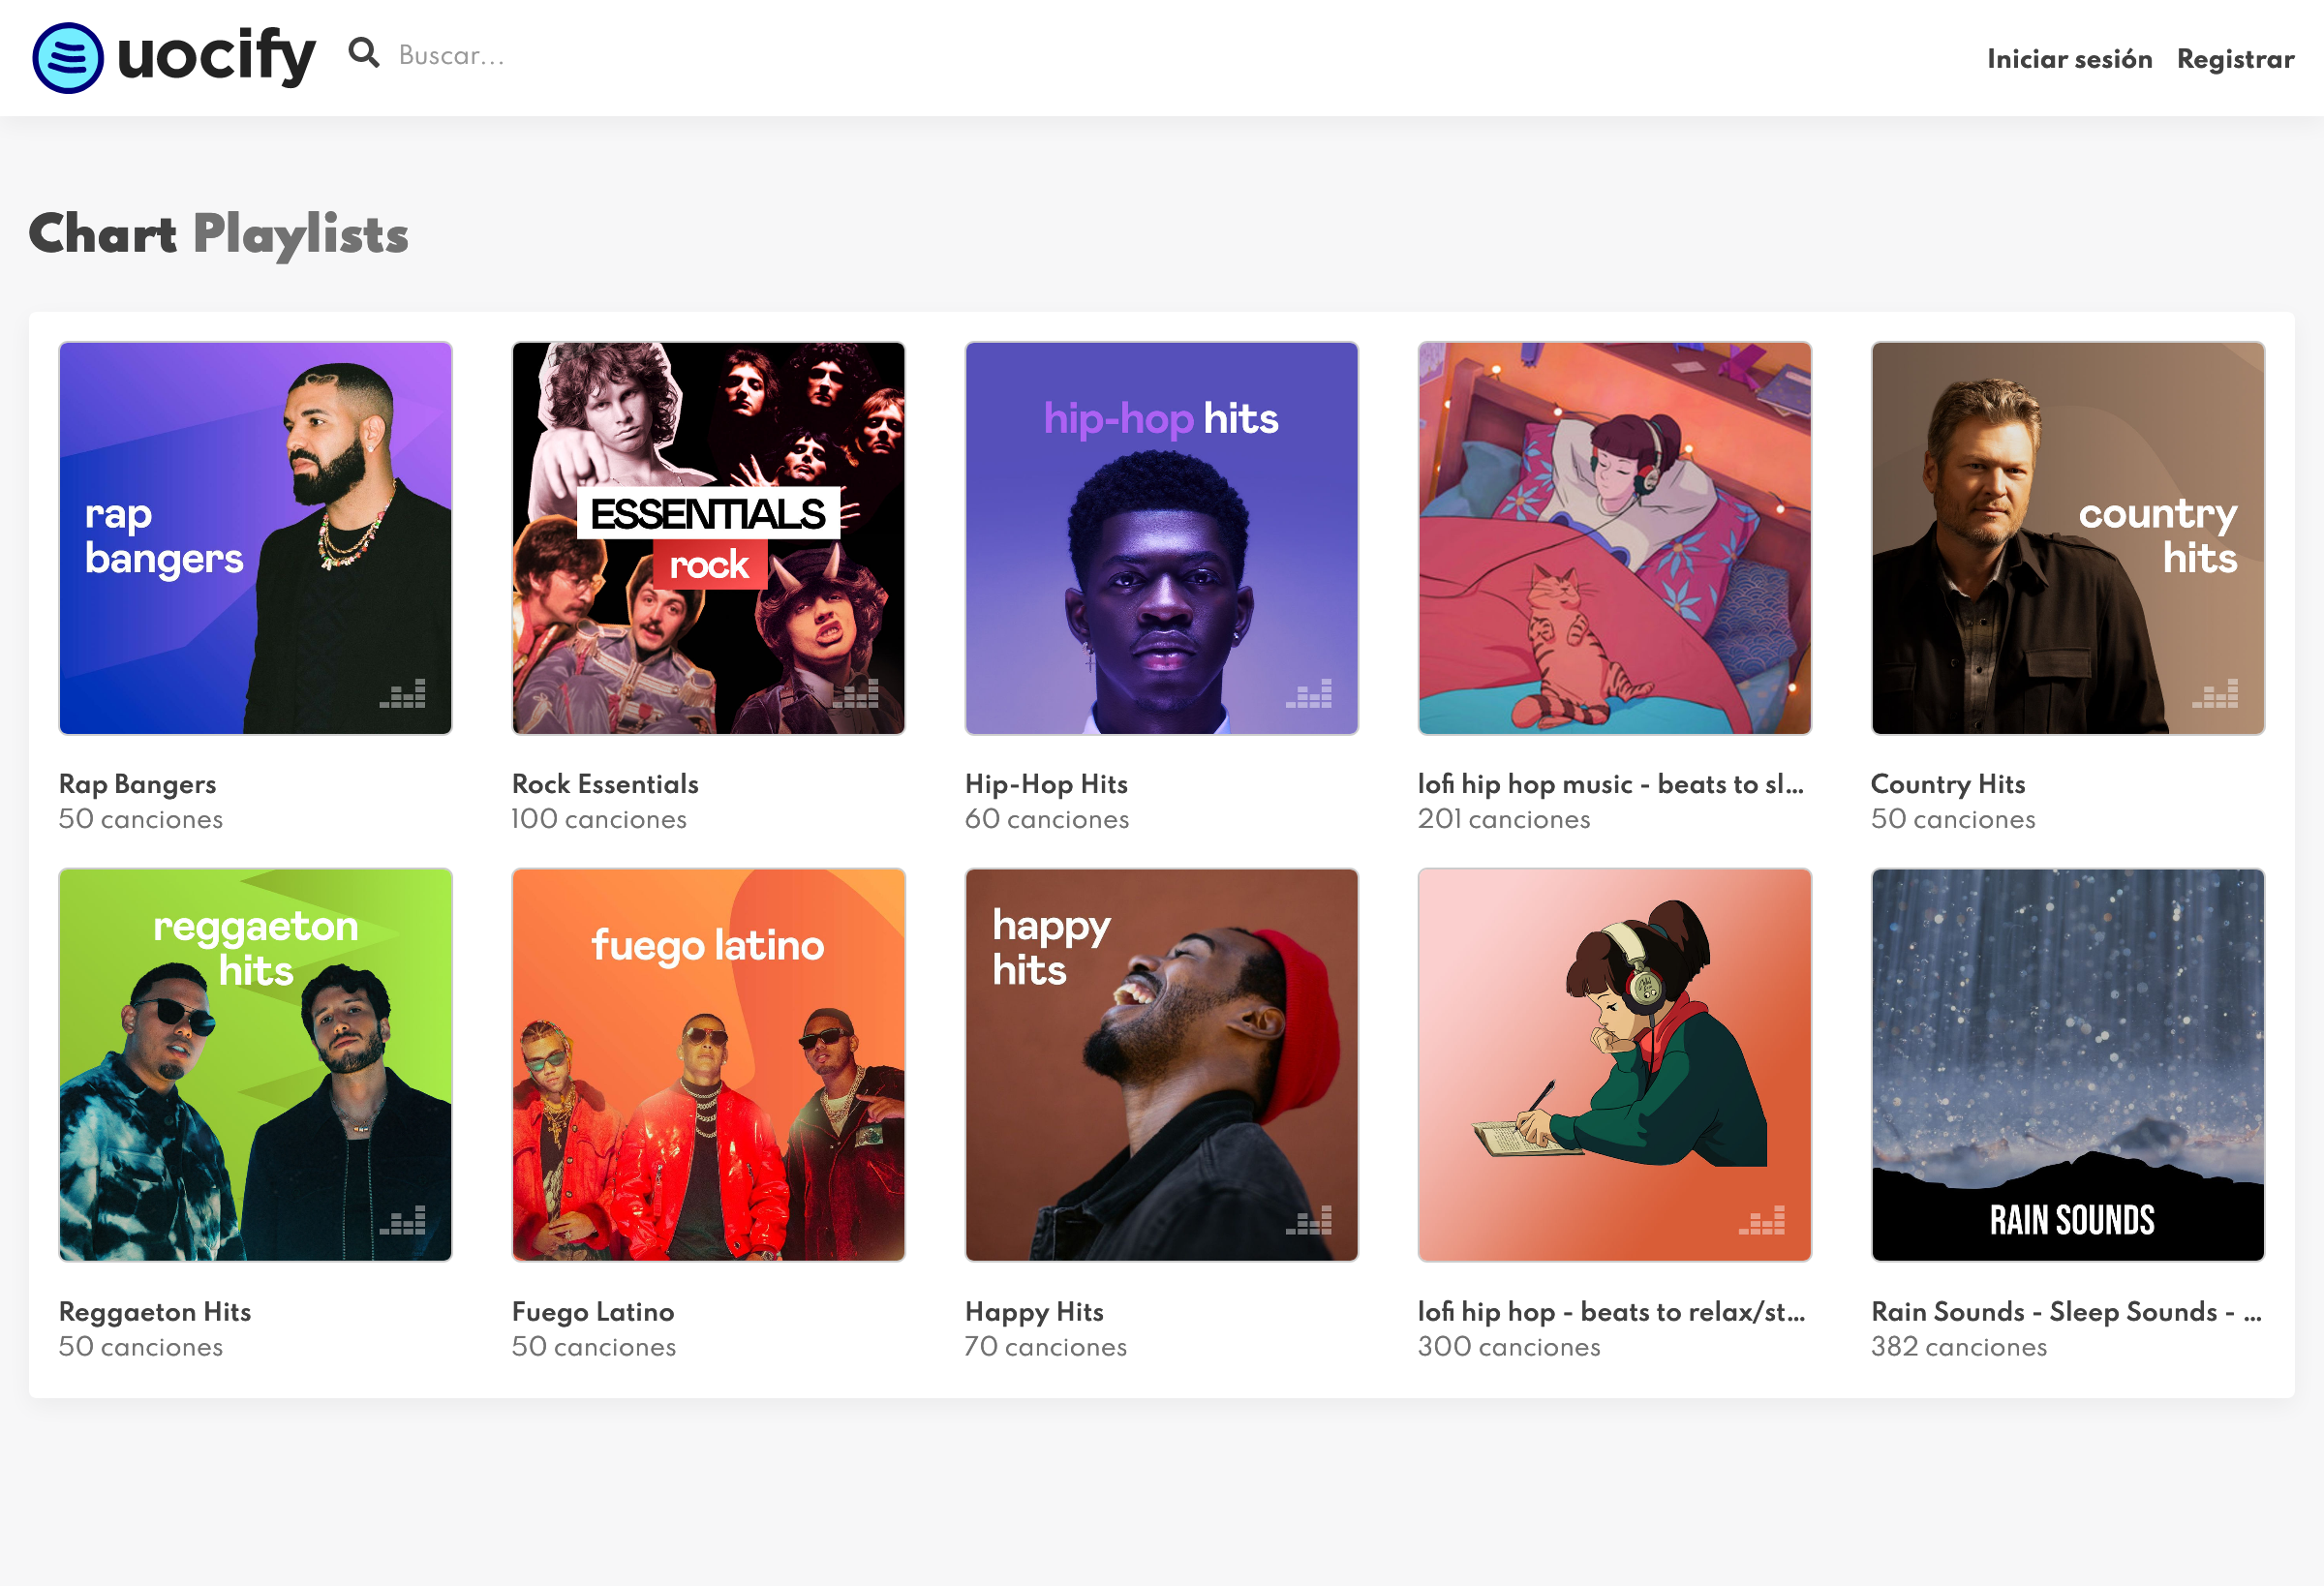 uocify
Buscar...
Iniciar sesión
Registrar
Chart Playlists
rap
bangers
ESSENTIALS
rock
hip-hop hits
country
hits
Rap Bangers
50 canciones
Rock Essentials
100 canciones
Hip-Hop Hits
60 canciones
lofi hip hop music - beats to sl...
201 canciones
Country Hits
50 canciones
reggaeton
hits
fuego latino
happy
hits
RAIN SOUNDS
Reggaeton Hits
50 canciones
Fuego Latino
50 canciones
Happy Hits
70 canciones
lofi hip hop - beats to relax/st...
300 canciones
Rain Sounds - Sleep Sounds - ...
382 canciones